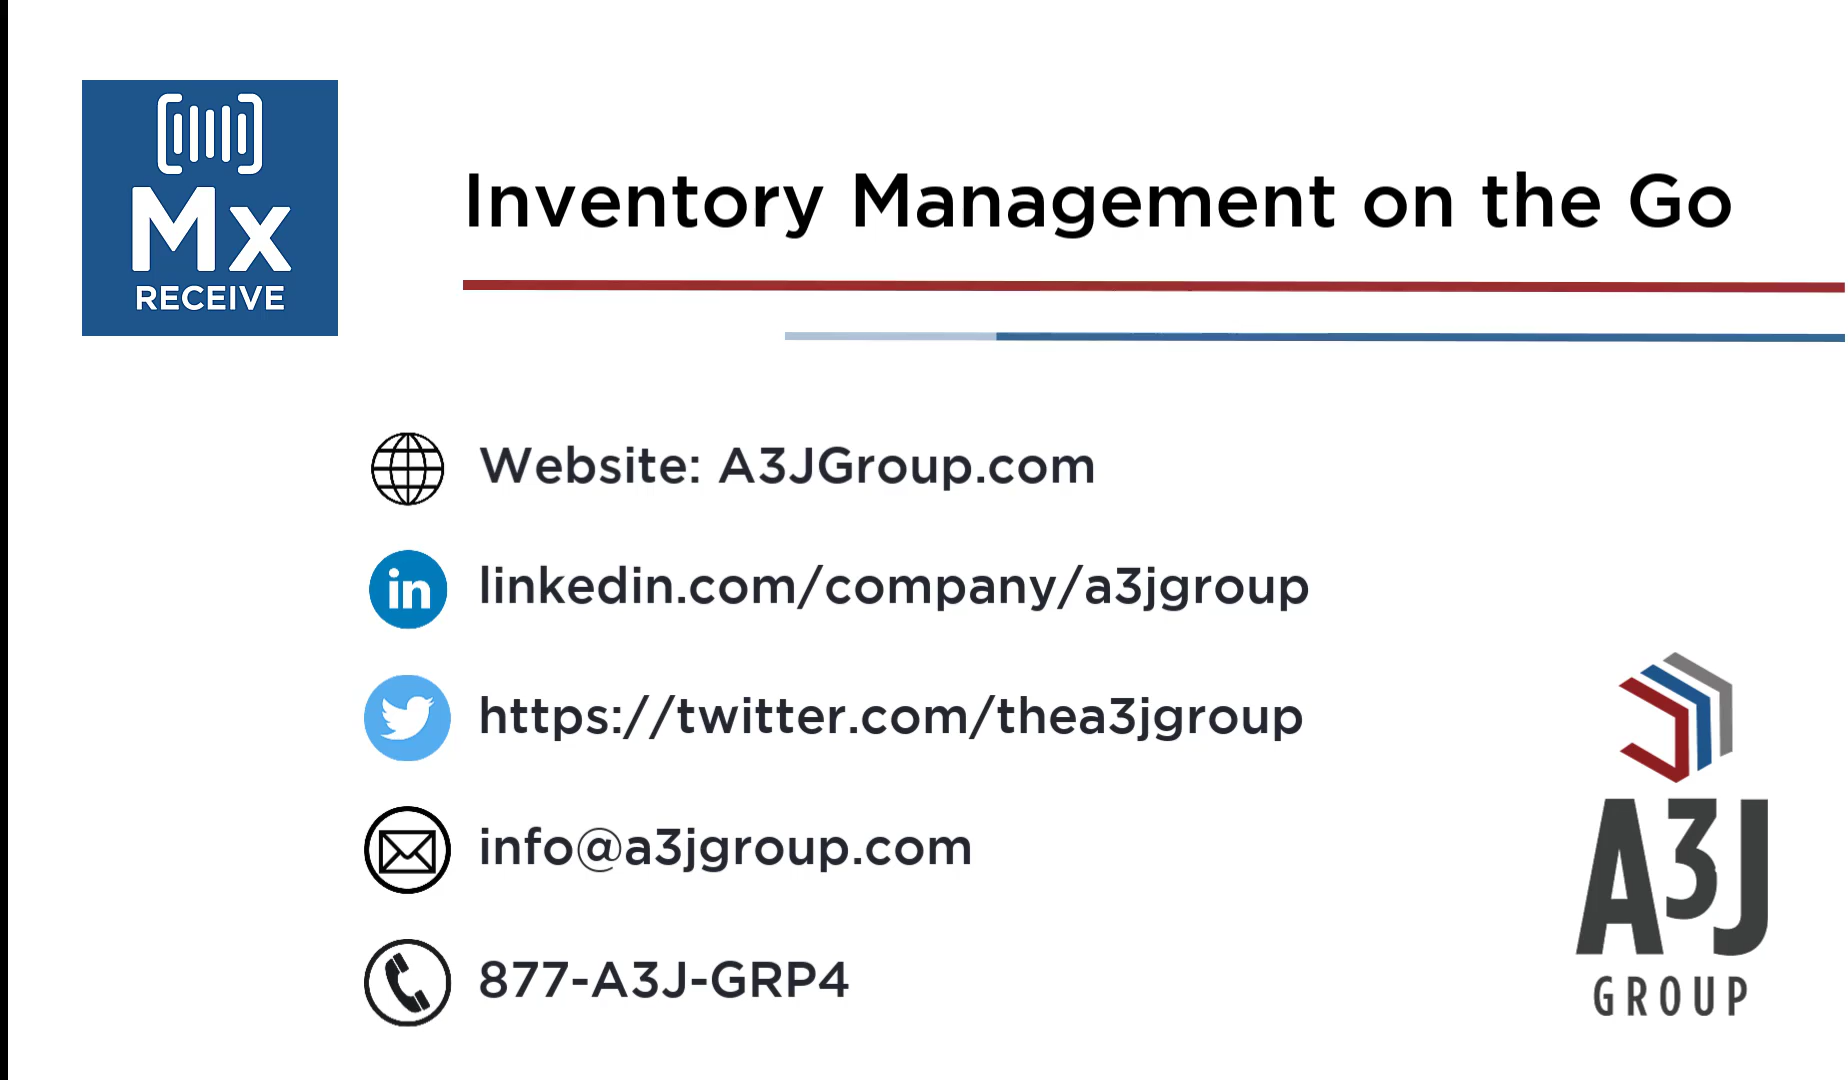 Mx
RECEIVE
Inventory Management on the Go
Website: A3JGroup.com
in
linkedin.com/company/a3jgroup
https://twitter.com/thea3jgroup
info@a3jgroup.com
877-A3J-GRP4
A3J
GROUP